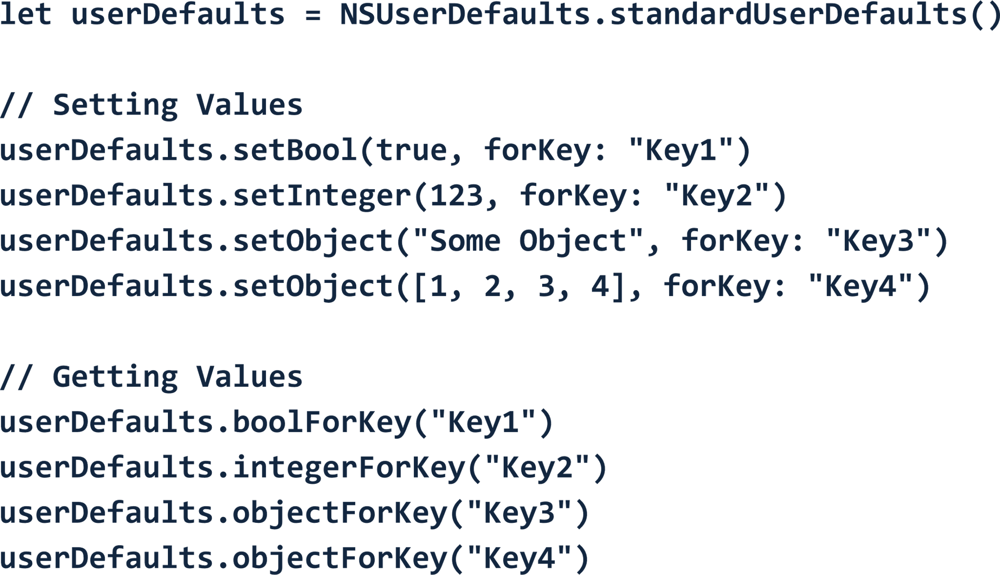 let userDefaults = NSUserDefaults.standardUserDefaults()
// Setting Values
userDefaults.setBool(true, forKey: "Key1")
userDefaults.setInteger(123, forKey: "Key2")
userDefaults.setObject("Some Object", forKey: "Key3")
userDefaults.setObject([1, 2, 3, 4], forKey: "Key4")
// Getting Values
userDefaults.boolForKey("Key1")
userDefaults.integerForKey("Key2")
userDefaults.objectForKey("Key3")
userDefaults.objectForKey("Key4")